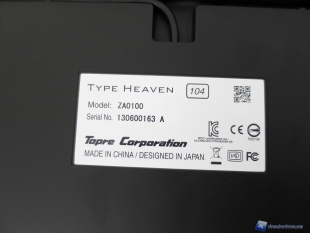 TYPE HEAVEN 104
Model: ZA0100
Serial No. 130600163 A
Topre Corporation
MADE IN CHINA / DESIGNED IN JAPAN